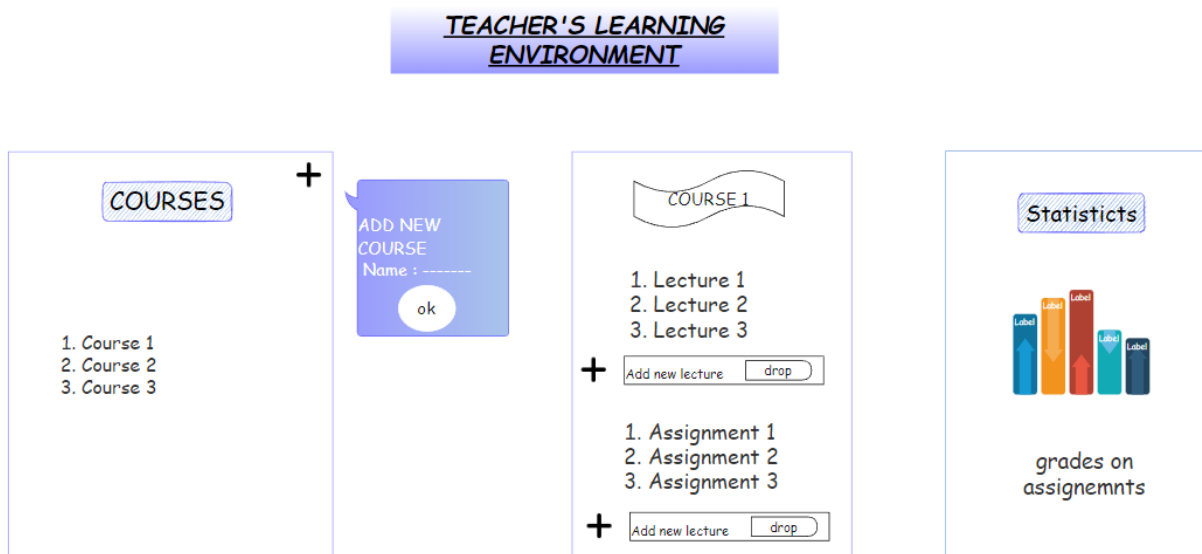 TEACHER'S LEARNING
ENVIRONMENT
COURSES
+
1. Course 1
2. Course 2
3. Course 3
ADD NEW
COURSE
Name : -------
ok
COURSE 1
1. Lecture 1
2. Lecture 2
3. Lecture 3
+ Add new lecture drop
1. Assignment 1
2. Assignment 2
3. Assignment 3
+ Add new lecture drop
Statisticts
Label Label Label Label Label
grades on
assignemnts